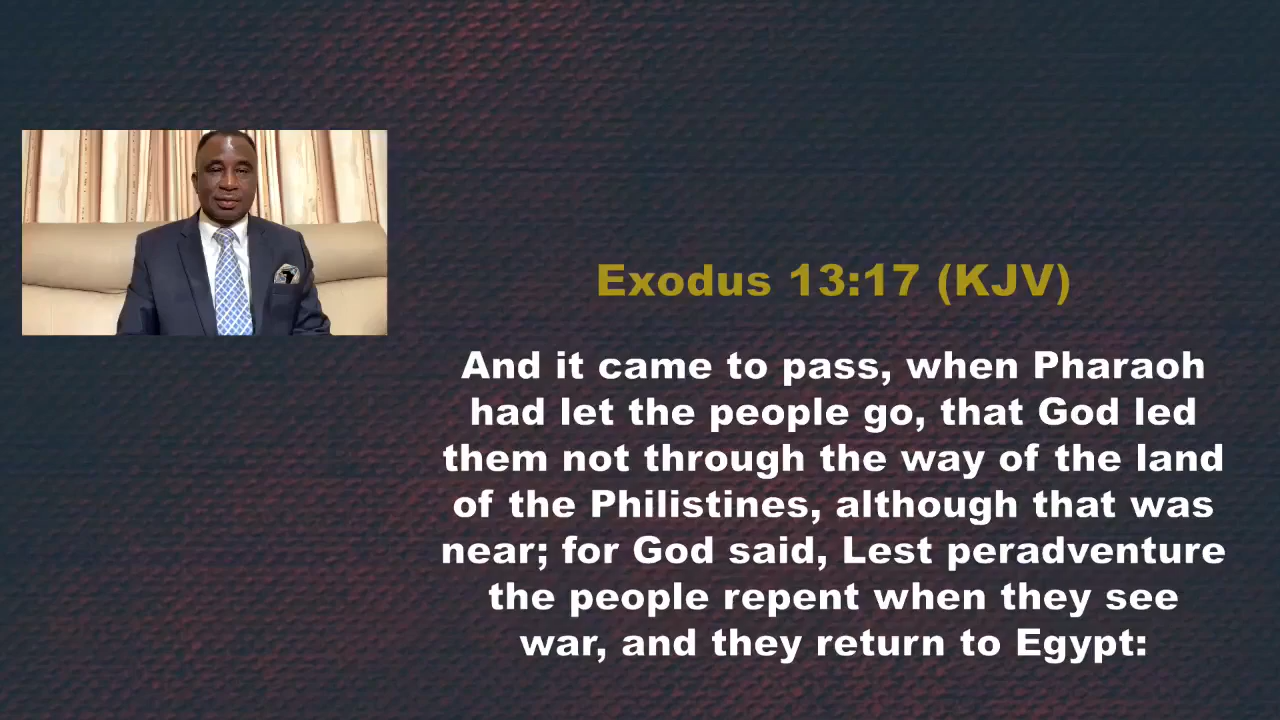 Exodus 13:17 (KJV)
And it came to pass, when Pharaoh
had let the people go, that God led
them not through the way of the land
of the Philistines, although that was
near; for God said, Lest peradventure
the people repent when they see
war, and they return to Egypt: